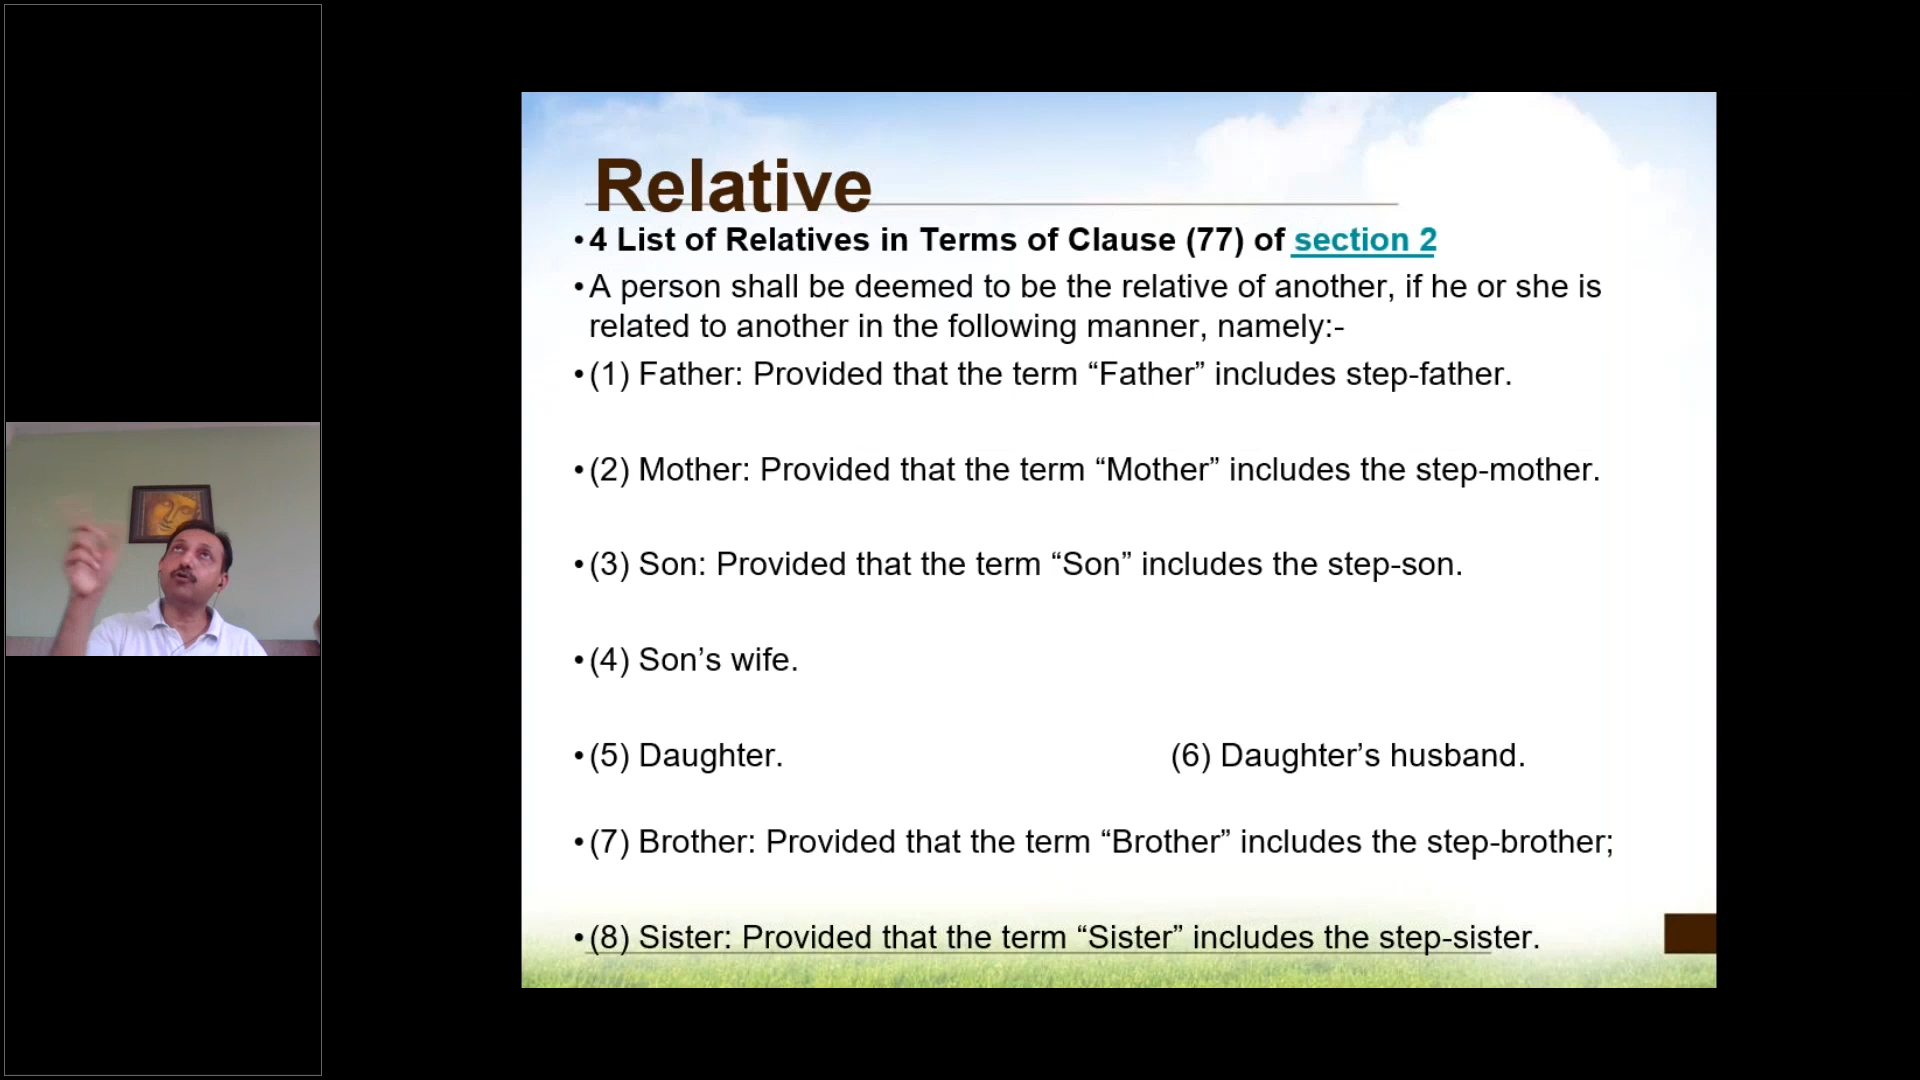 Relative
•4 List of Relatives in Terms of Clause (77) of section 2
•A person shall be deemed to be the relative of another, if he or she is
related to another in the following manner, namely:-
•(1) Father: Provided that the term “Father” includes step-father.
•(2) Mother: Provided that the term “Mother” includes the step-mother.
•(3) Son: Provided that the term “Son” includes the step-son.
•(4) Son’s wife.
•(5) Daughter. (6) Daughter’s husband.
•(7) Brother: Provided that the term “Brother” includes the step-brother;
•(8) Sister: Provided that the term “Sister” includes the step-sister.